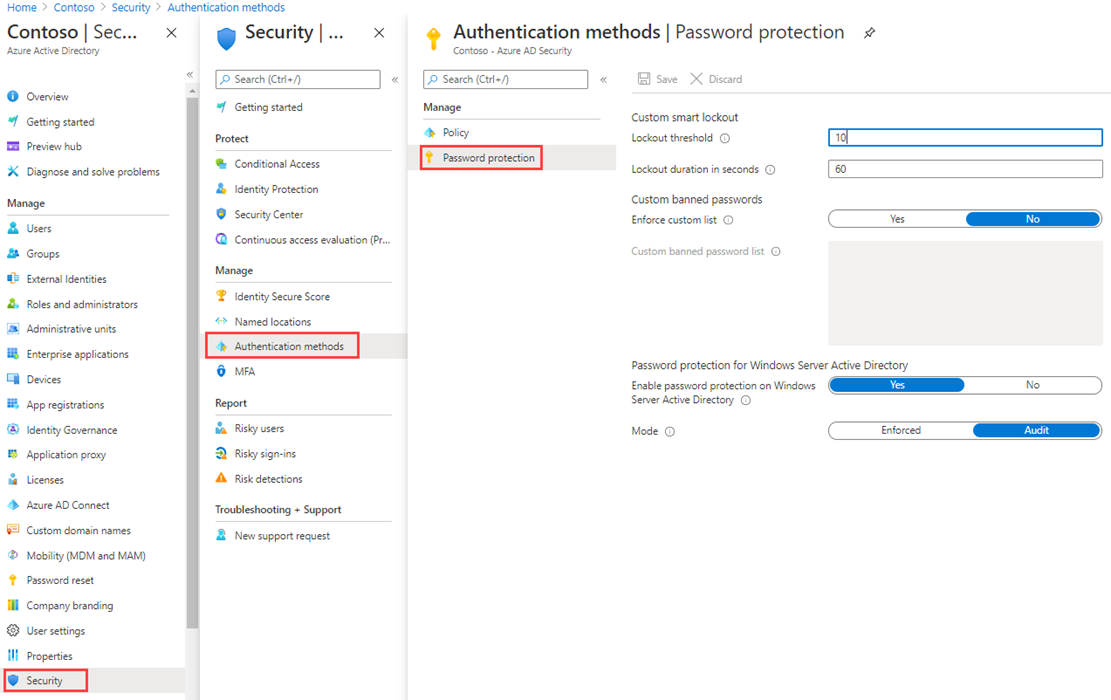 Home > Contoso > Security > Authentication methods
Contoso | Sec...
Azure Active Directory
Overview
Getting started
Preview hub
Diagnose and solve problems
Manage
Users
Groups
External Identities
Roles and administrators
Administrative units
Enterprise applications
Devices
App registrations
Identity Governance
Application proxy
Licenses
Azure AD Connect
Custom domain names
Mobility (MDM and MAM)
Password reset
Company branding
User settings
Properties
Security
Security | ...
Search (Ctrl+/)
Getting started
Protect
Conditional Access
Identity Protection
Security Center
Continuous access evaluation (Pr...
Manage
Identity Secure Score
Named locations
Authentication methods
MFA
Report
Risky users
Risky sign-ins
Risk detections
Troubleshooting + Support
New support request
Authentication methods | Password protection
Contoso - Azure AD Security
Search (Ctrl+/)
Manage
Policy
Password protection
Save Discard
Custom smart lockout
Lockout threshold 10
Lockout duration in seconds 60
Custom banned passwords
Enforce custom list Yes No
Custom banned password list
Password protection for Windows Server Active Directory
Enable password protection on Windows Yes No
Server Active Directory
Mode Enforced Audit